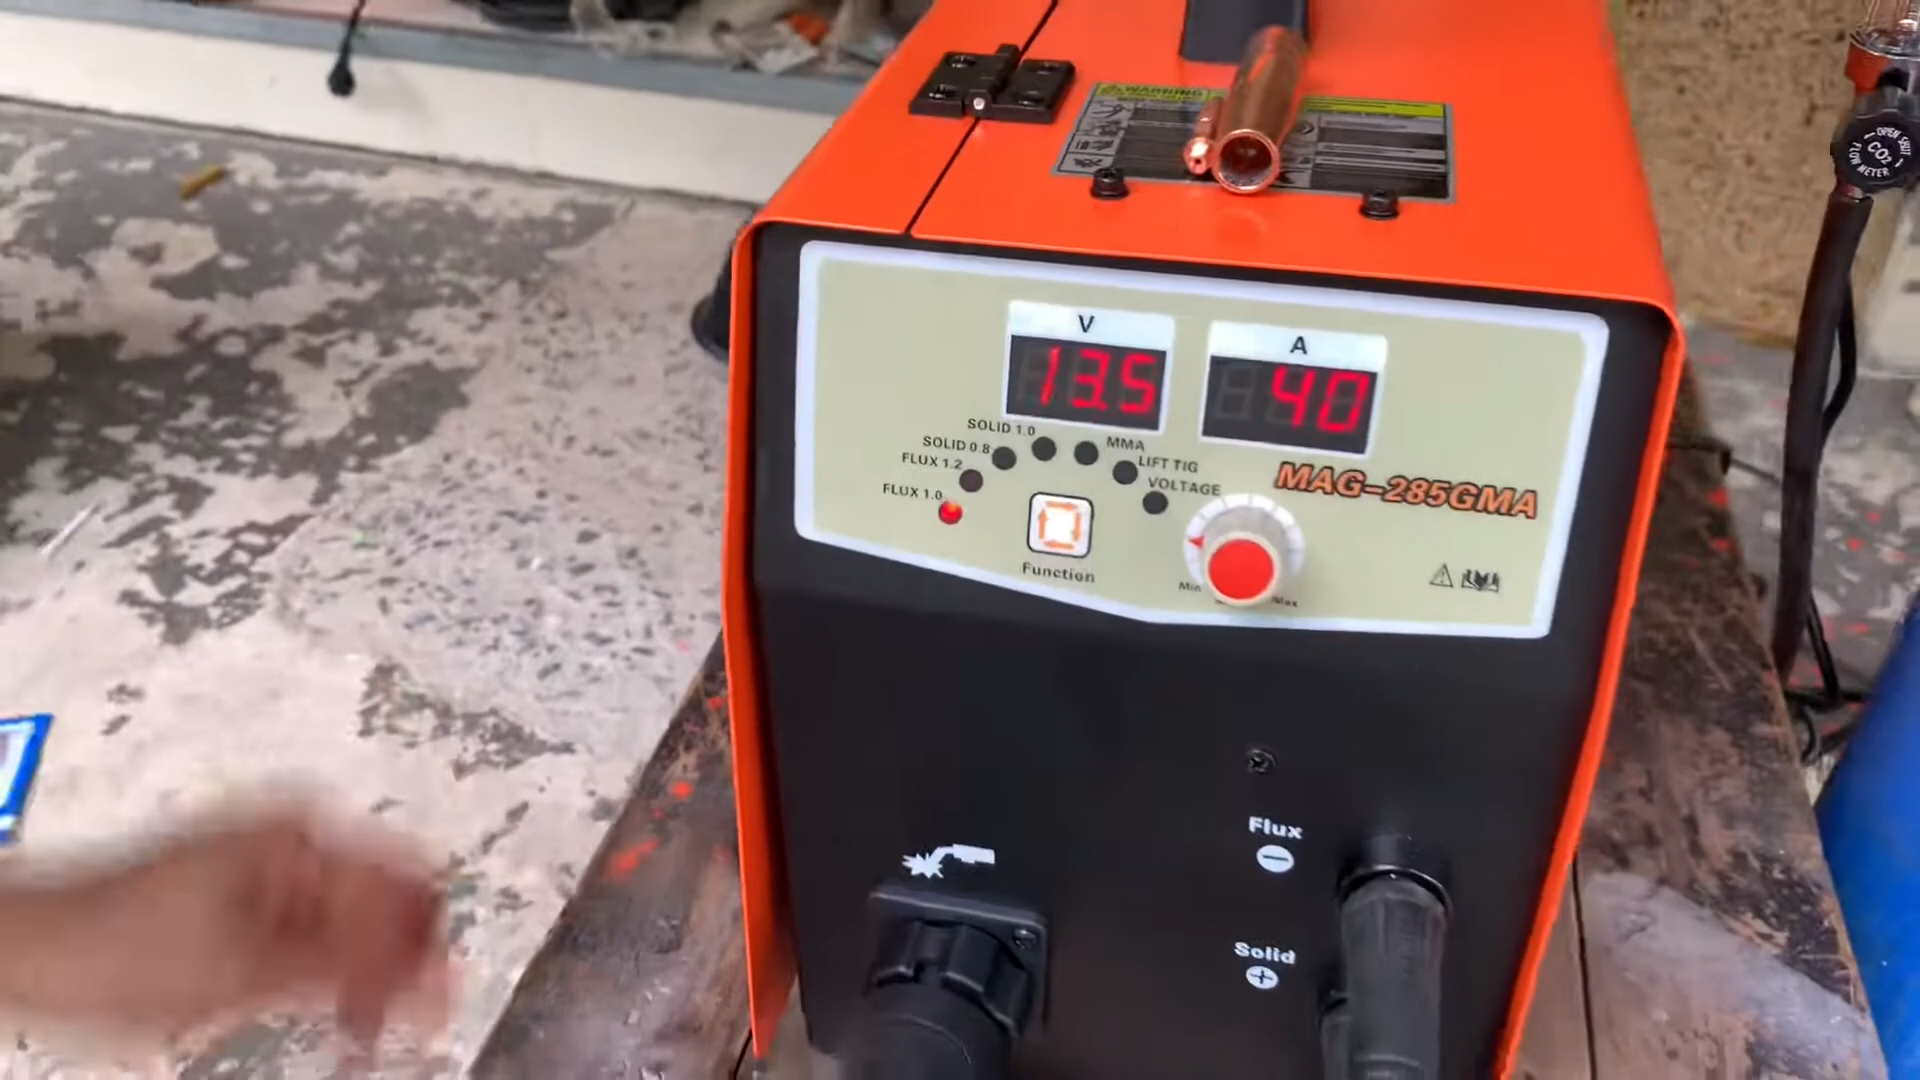 WARNING
OPEN SHUT
CO2
FLOW METER
V
A
13.5
40
SOLID 1.0
MMA
SOLID 0.8
LIFT TIG
FLUX 1.2
VOLTAGE
FLUX 1.0
MAG-285GMA
Function
Min
Max
Flux
Solid